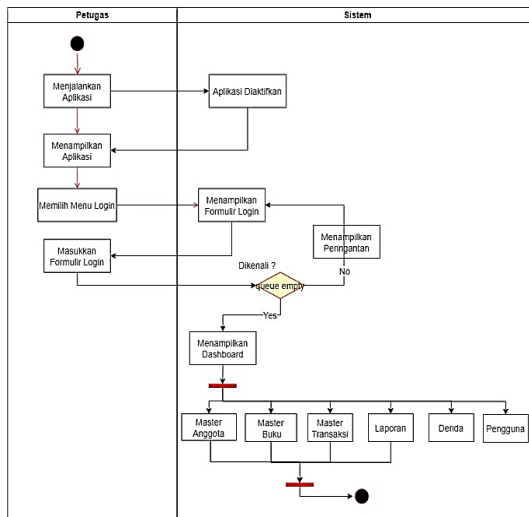 Petugas
Sistem
Menjalankan
Aplikasi
Aplikasi Diaktifkan
Menampilkan
Aplikasi
Memilih Menu Login
Menampilkan
Formulir Login
Masukkan
Formulir Login
Menampilkan
Peringantan
Dikenali ?
queue empty
No
Yes
Menampilkan
Dashboard
Master
Anggota
Master
Buku
Master
Transaksi
Laporan
Denda
Pengguna